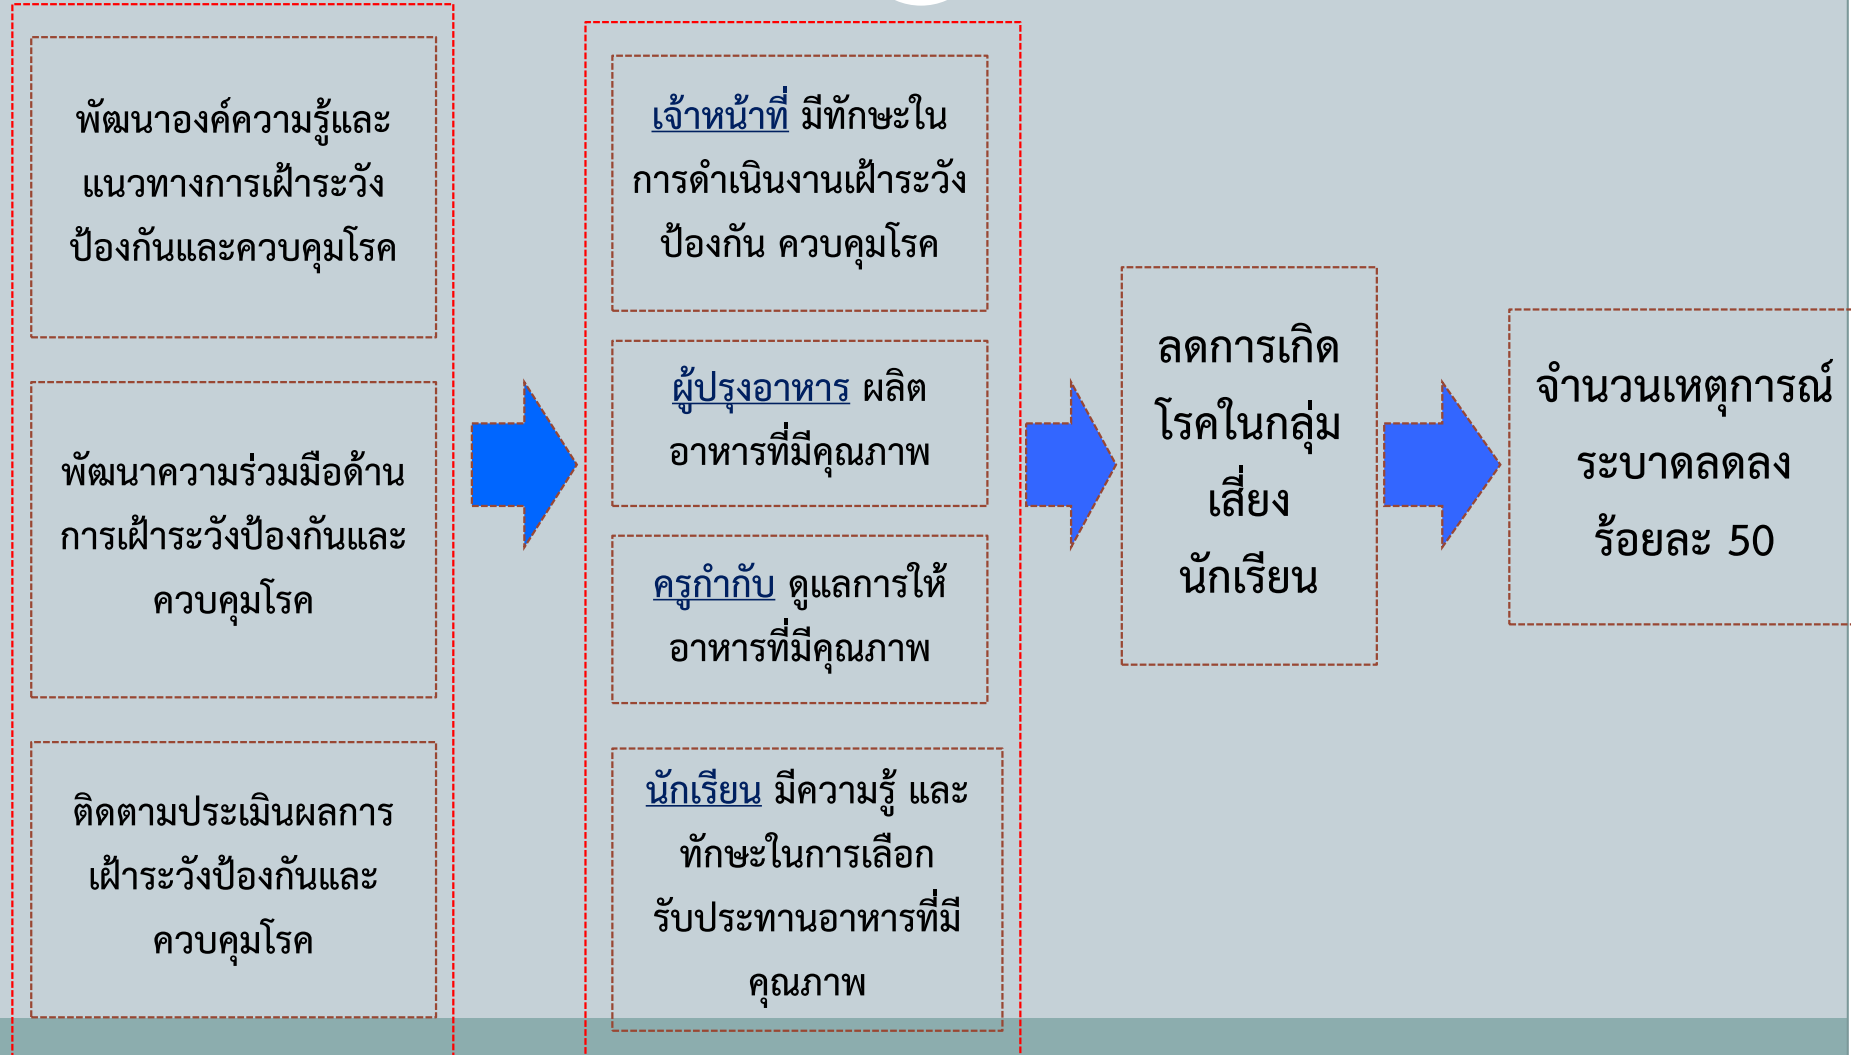 พัฒนาองค์ความรู้และ
แนวทางการเฝ้าระวัง
ป้องกันและควบคุมโรค
พัฒนาความร่วมมือด้าน
การเฝ้าระวังป้องกันและ
ควบคุมโรค
ติดตามประเมินผลการ
เฝ้าระวังป้องกันและ
ควบคุมโรค
เจ้าหน้าที่ มีทักษะใน
การดำเนินงานเฝ้าระวัง
ป้องกัน ควบคุมโรค
ผู้ปรุงอาหาร ผลิต
อาหารที่มีคุณภาพ
ครูกำกับ ดูแลการให้
อาหารที่มีคุณภาพ
นักเรียน มีความรู้ และ
ทักษะในการเลือก
รับประทานอาหารที่มี
คุณภาพ
ลดการเกิด
โรคในกลุ่ม
เสี่ยง
นักเรียน
จำนวนเหตุการณ์
ระบาดลดลง
ร้อยละ 50